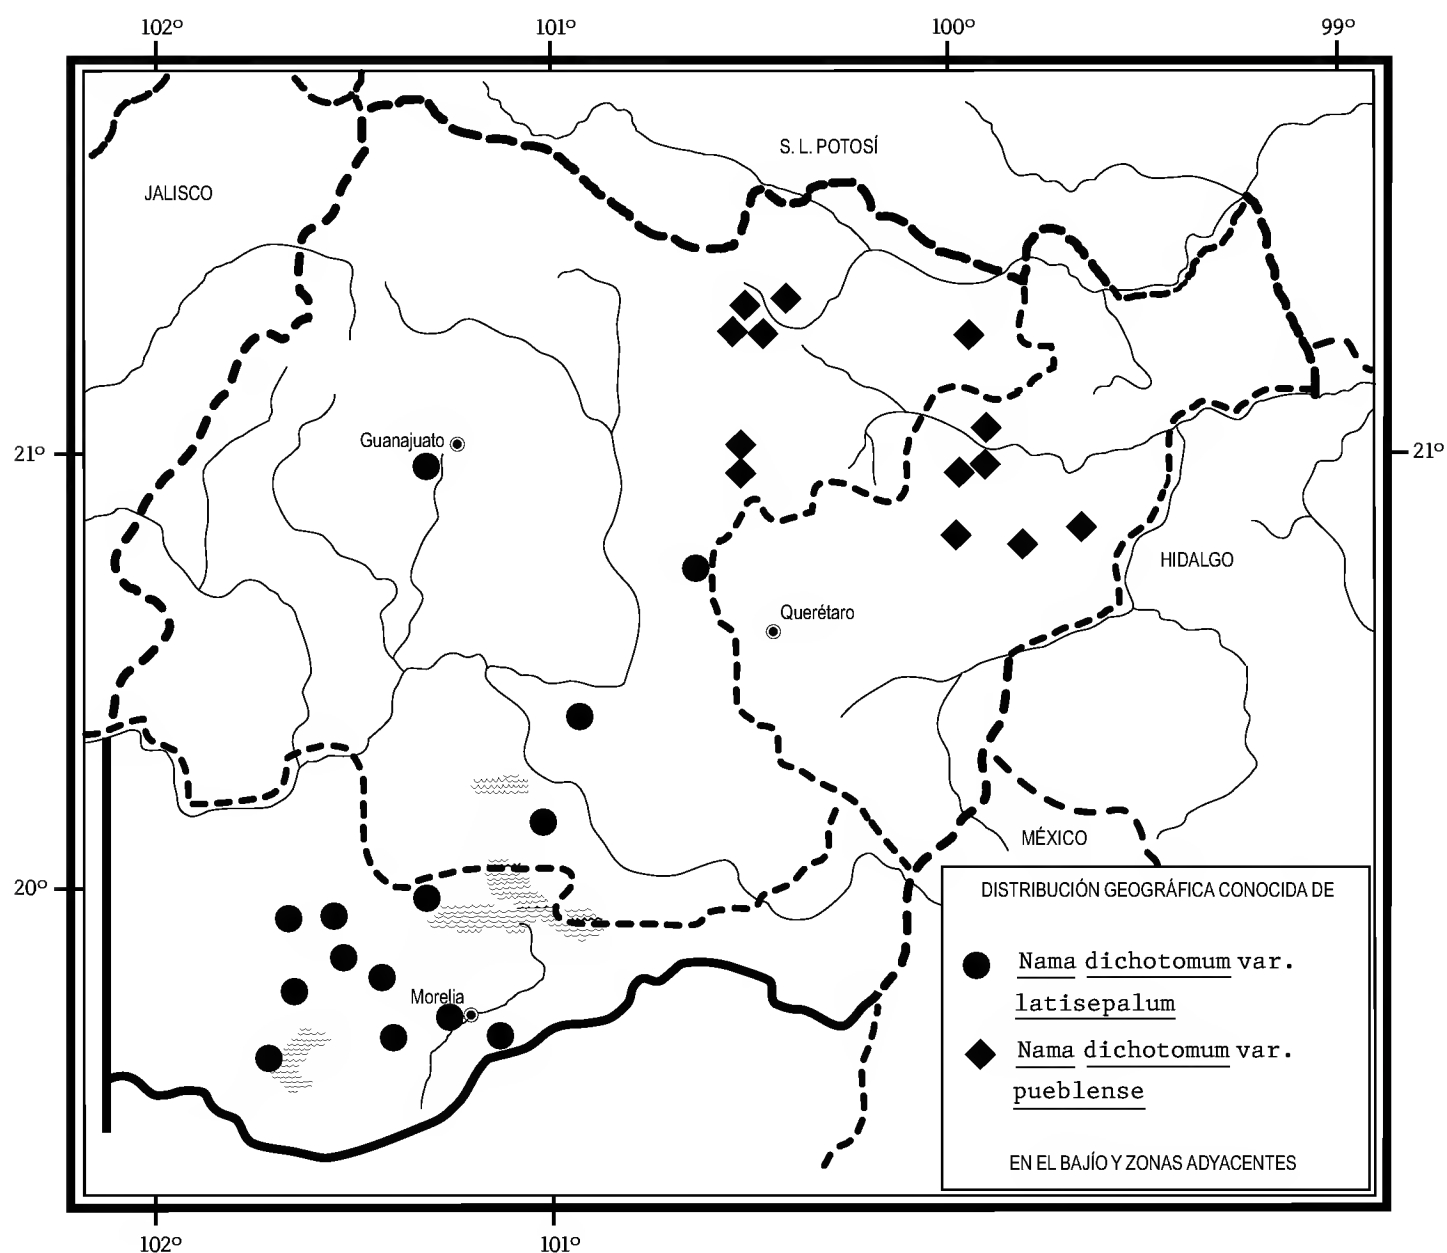 102º 101º 100º 99º
S. L. POTOSÍ
JALISCO
Guanajuato
21º 21º
HIDALGO
Querétaro
MÉXICO
20º
DISTRIBUCIÓN GEOGRÁFICA CONOCIDA DE
Nama dichotomum var.
latisepalum
Morelia
Nama dichotomum var.
pueblense
EN EL BAJÍO Y ZONAS ADYACENTES
102º 101º